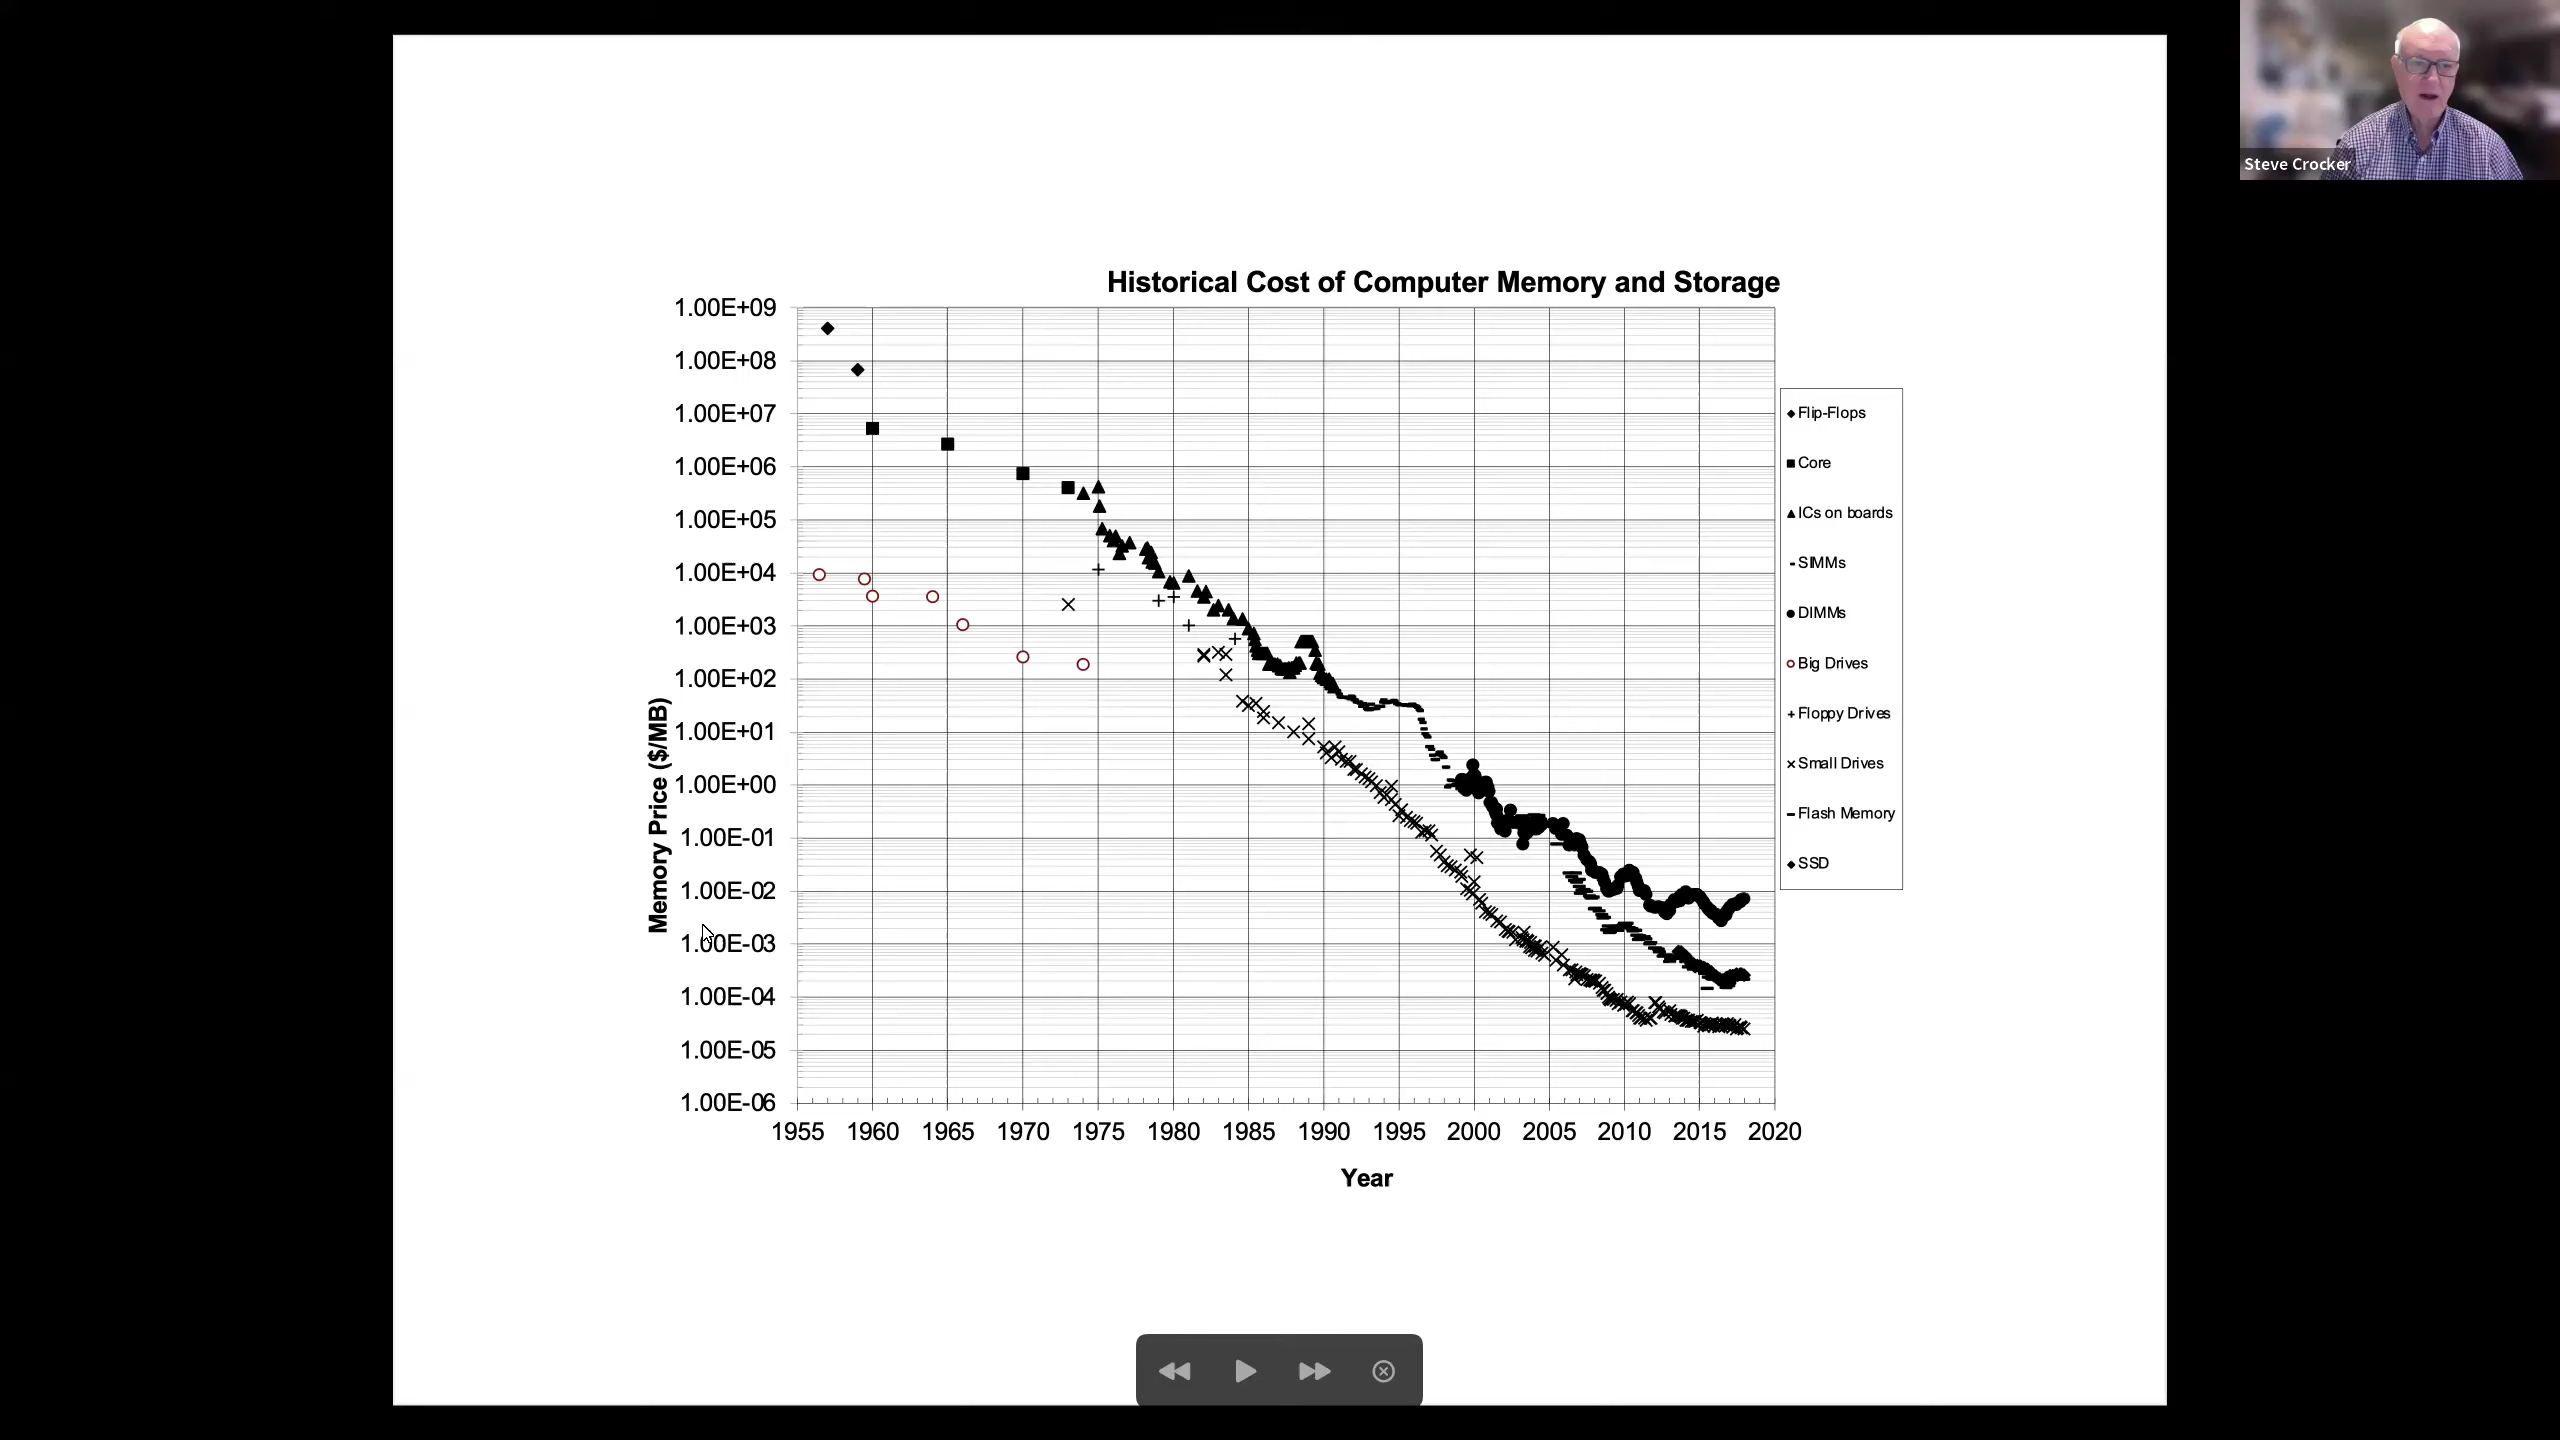 Steve Crocker
Historical Cost of Computer Memory and Storage
1.00E+09
1.00E+08
1.00E+07
1.00E+06
1.00E+05
1.00E+04
1.00E+03
1.00E+02
1.00E+01
1.00E+00
1.00E-01
1.00E-02
1.00E-03
1.00E-04
1.00E-05
1.00E-06
Memory Price ($/MB)
1955 1960 1965 1970 1975 1980 1985 1990 1995 2000 2005 2010 2015 2020
Year
Flip-Flops
Core
ICs on boards
SIMMs
DIMMs
Big Drives
Floppy Drives
Small Drives
Flash Memory
SSD